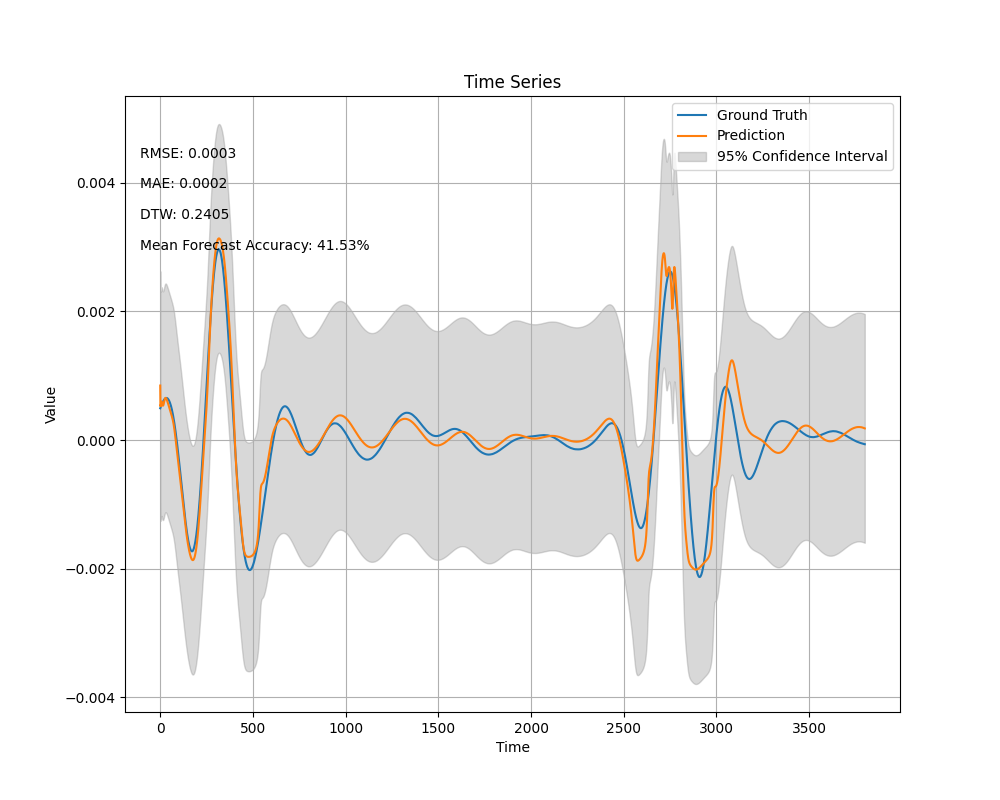 Time Series
Ground Truth
Prediction
95% Confidence Interval
RMSE: 0.0003
MAE: 0.0002
DTW: 0.2405
Mean Forecast Accuracy: 41.53%
Value
0.004
0.002
0.000
−0.002
−0.004
0 500 1000 1500 2000 2500 3000 3500
Time